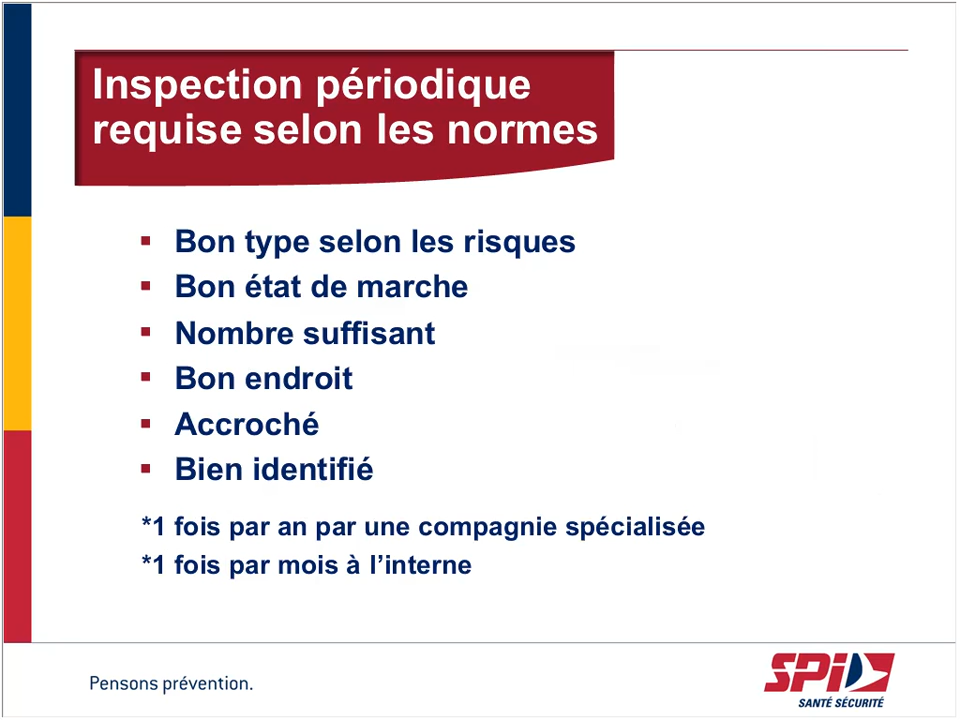 Inspection périodique
requise selon les normes
▪ Bon type selon les risques
▪ Bon état de marche
▪ Nombre suffisant
▪ Bon endroit
▪ Accroché
▪ Bien identifié
*1 fois par an par une compagnie spécialisée
*1 fois par mois à l’interne
Pensons prévention.
SPI
SANTÉ SÉCURITÉ